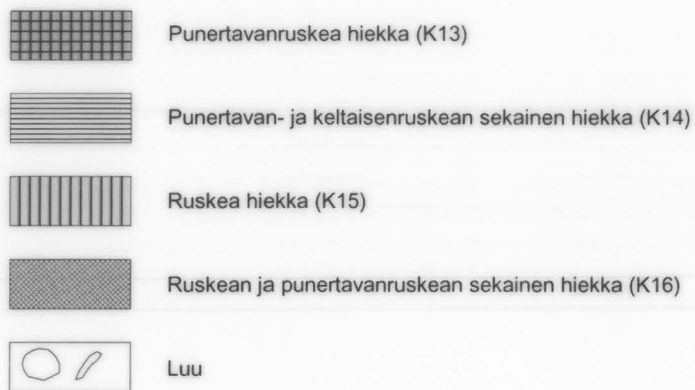 Punertavanruskea hiekka (K13)
Punertavan- ja keltaisenruskean sekainen hiekka (K14)
Ruskea hiekka (K15)
Ruskean ja punertavanruskean sekainen hiekka (K16)
Luu